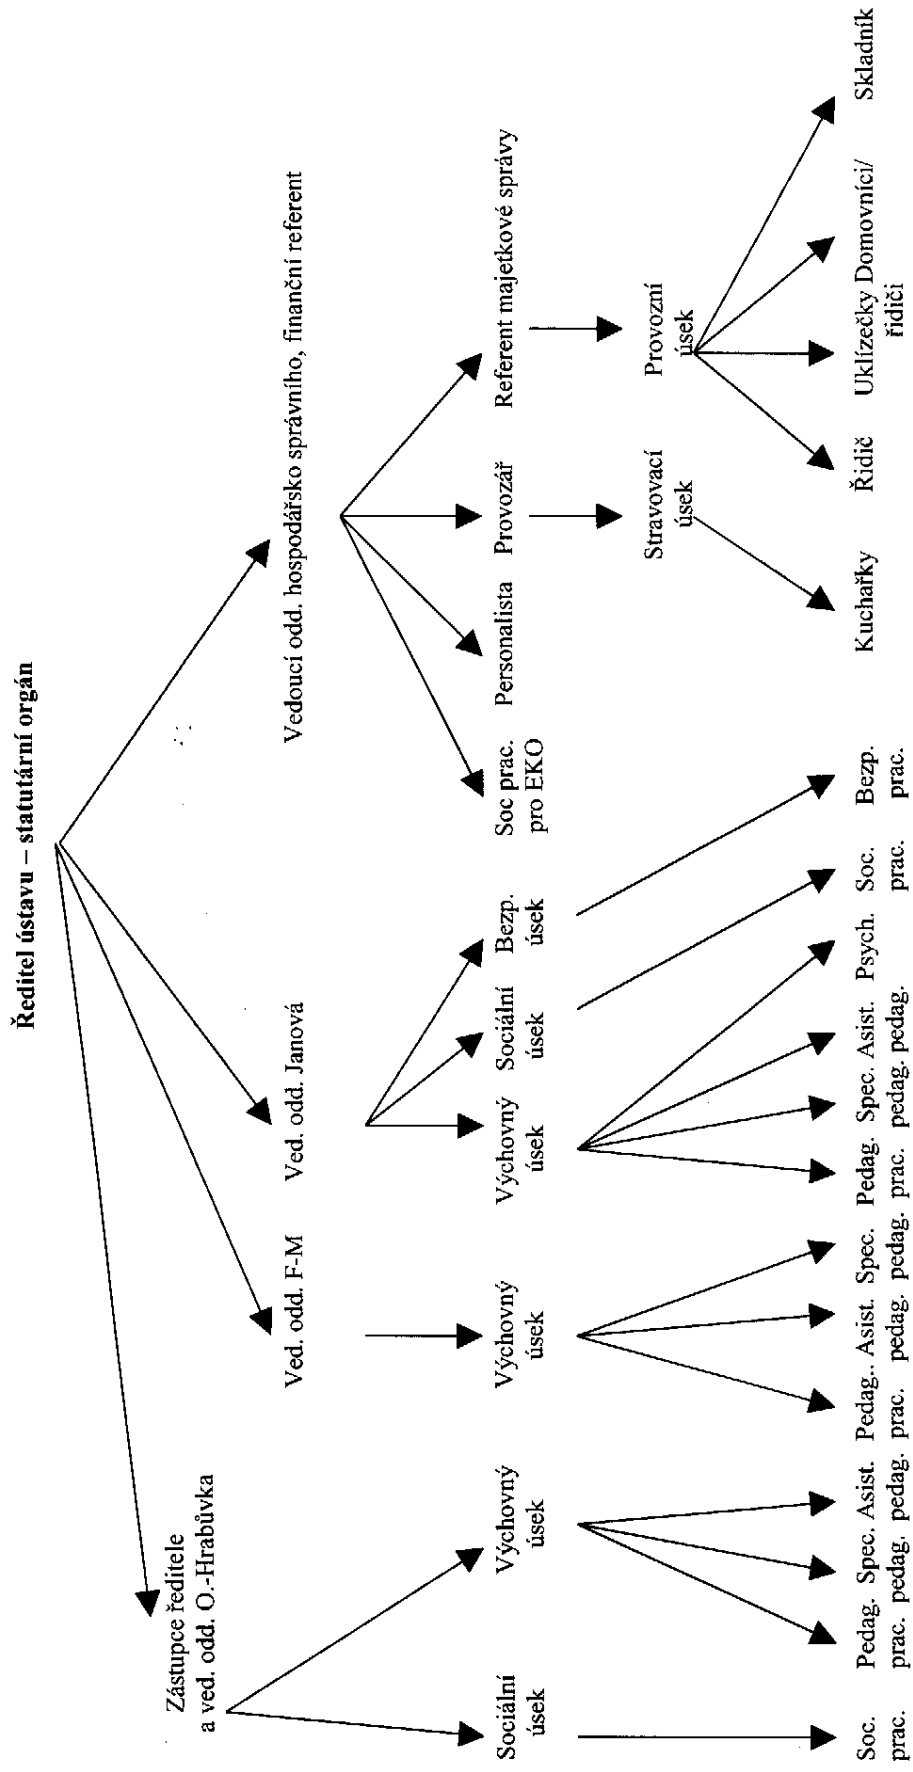 Ředitel ústavu – statutární orgán
Zástupce ředitele
a ved. odd. O.-Hrabůvka
Ved. odd. F-M
Ved. odd. Janová
Vedoucí odd. hospodářsko správního, finanční referent
Sociální
úsek
Výchovný
úsek
Výchovný
úsek
Výchovný
úsek
Sociální
úsek
Bezp.
úsek
Soc prac.
pro EKO
Personalista
Provozář
Referent majetkové správy
Stravovací
úsek
Provozní
úsek
Soc.
prac.
Pedag.
prac.
Spec.
pedag.
Asist.
pedag.
Pedag..
prac.
Asist.
pedag.
Spec.
pedag.
Pedag.
prac.
Spec.
pedag.
Asist.
pedag.
Psych.
Soc.
prac.
Bezp.
prac.
Kuchařky
Řidič
Uklízečky
Domovníci/
řidiči
Skladník